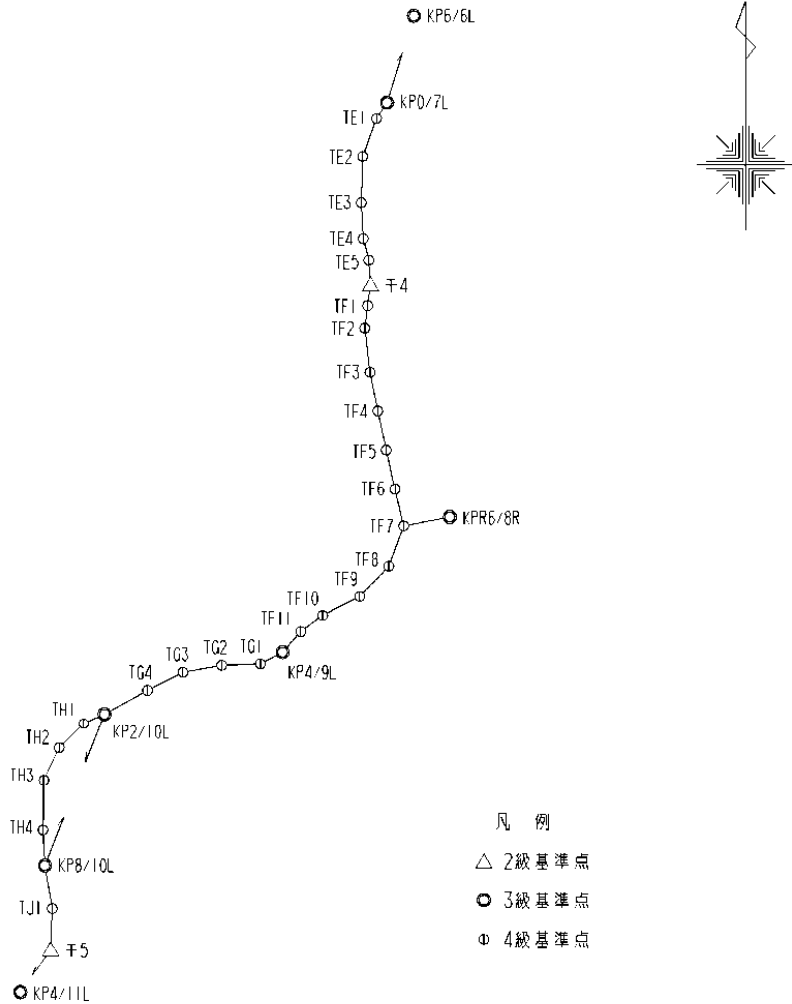 KP6/6L
KP0/7L
TE1
TE2
TE3
TE4
TE5
干4
TF1
TF2
TF3
TF4
TF5
TF6
TF7
KPR6/8R
TF8
TF9
TF10
TF11
KP4/9L
TG1
TG2
TG3
TG4
KP2/10L
TH1
TH2
TH3
TH4
KP8/10L
TJ1
干5
KP4/11L
凡 例
2級基準点
3級基準点
4級基準点